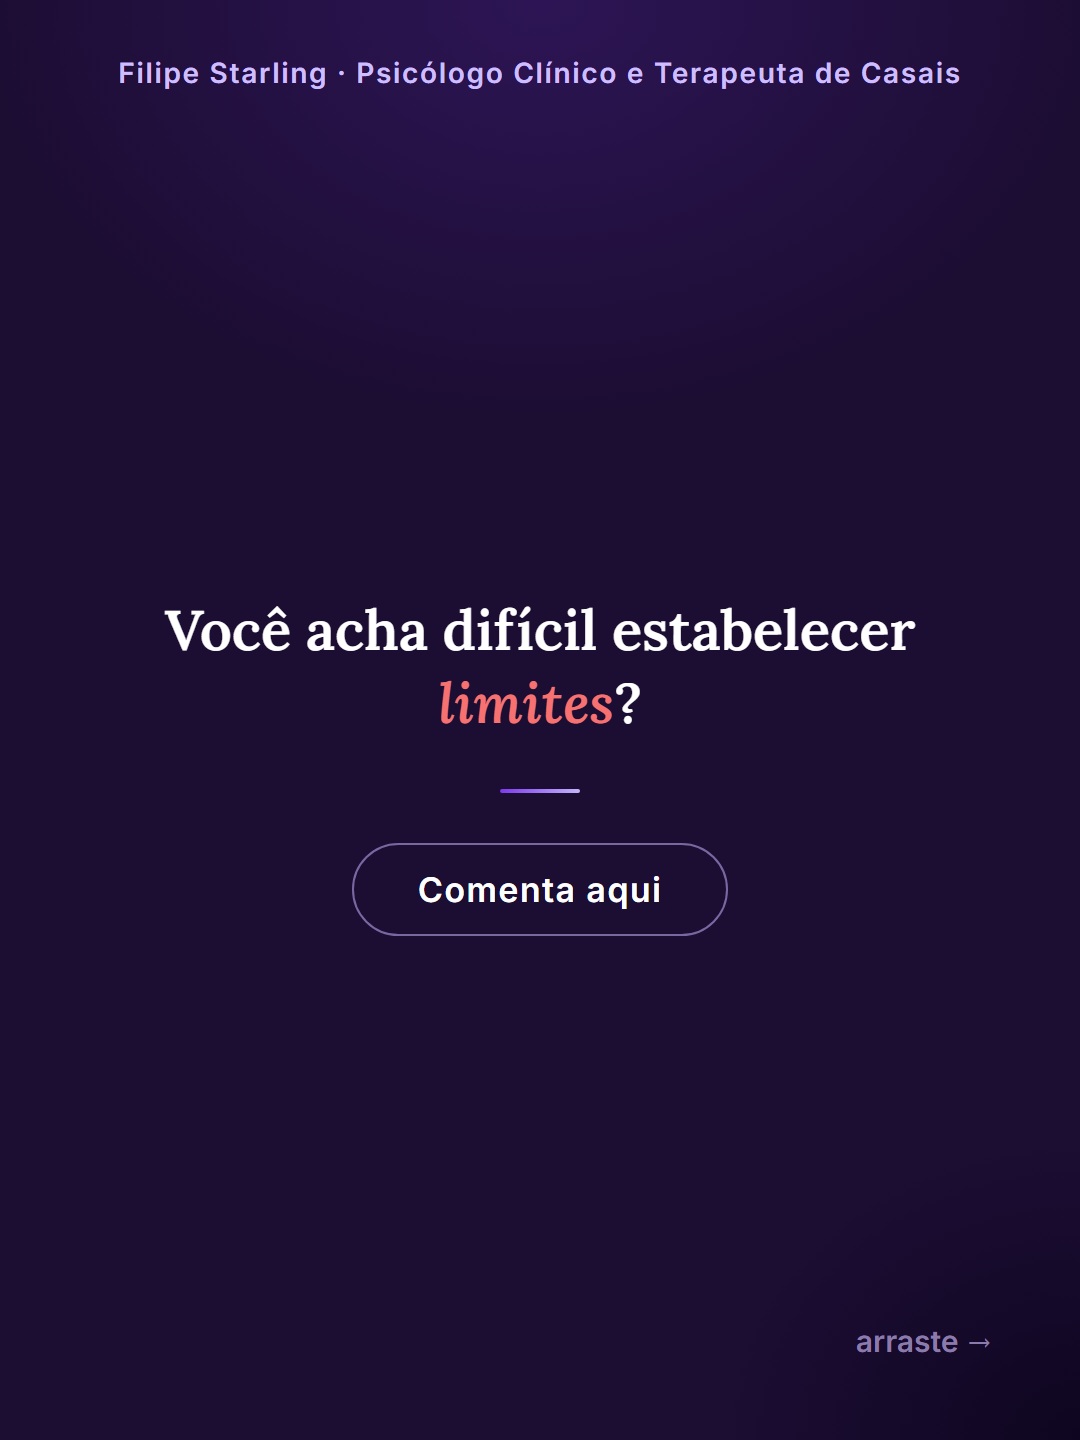 Filipe Starling · Psicólogo Clínico e Terapeuta de Casais
Você acha difícil estabelecer
limites?
Comenta aqui
arraste →